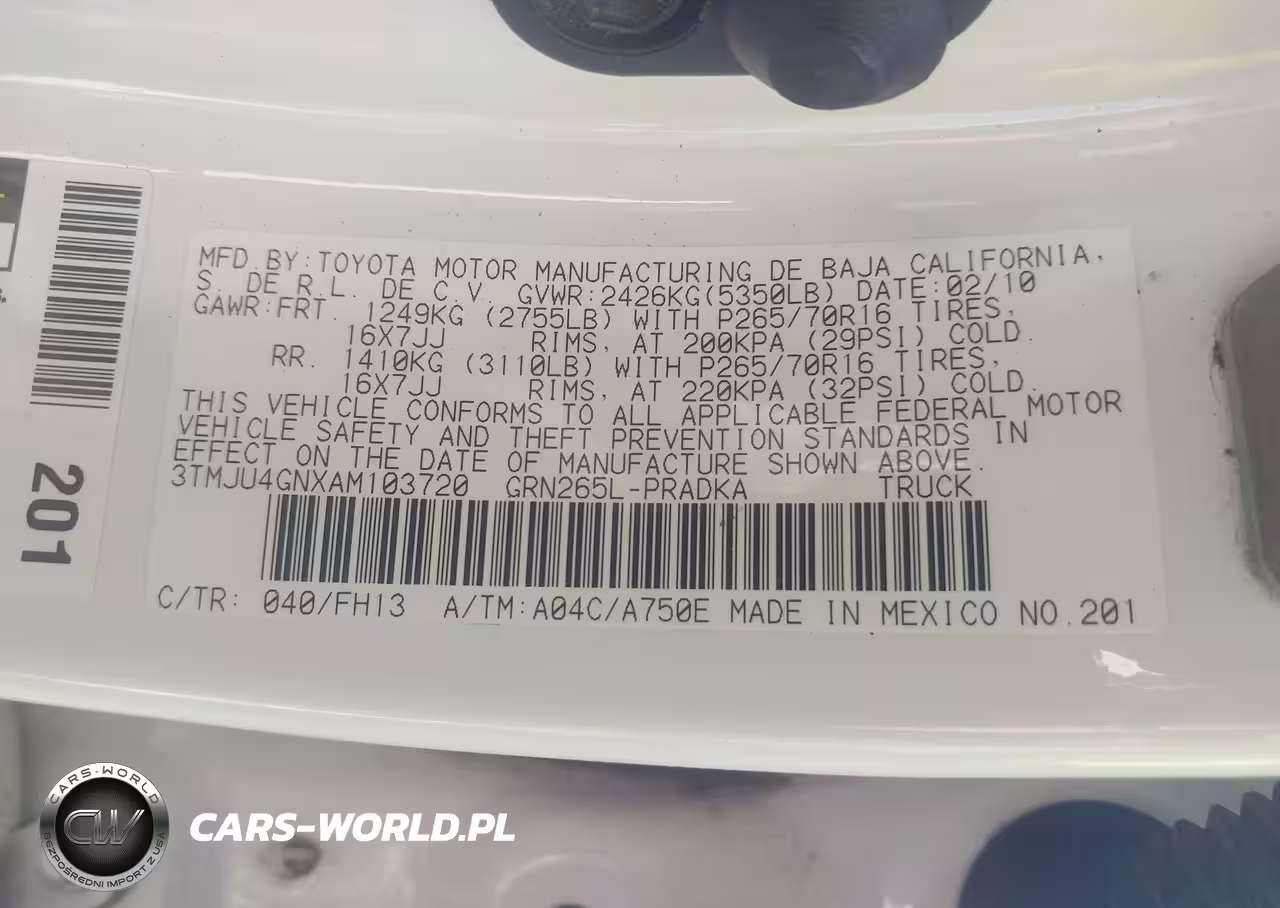 MFD BY:TOYOTA MOTOR MANUFACTURING DE BAJA CALIFORNIA,
S. DE R.L. DE C.V. GVWR:2426KG(5350LB) DATE:02/10
GAWR:FRT. 1249KG (2755LB) WITH P265/70R16 TIRES,
16X7JJ RIMS, AT 200KPA (29PSI) COLD.
RR. 1410KG (3110LB) WITH P265/70R16 TIRES,
16X7JJ RIMS, AT 220KPA (32PSI) COLD.
THIS VEHICLE CONFORMS TO ALL APPLICABLE FEDERAL MOTOR
VEHICLE SAFETY AND THEFT PREVENTION STANDARDS IN
EFFECT ON THE DATE OF MANUFACTURE SHOWN ABOVE.
3TMJU4GNXAM103720 GRN265L-PRADKA TRUCK
C/TR: 040/FH13 A/TM:A04C/A750E MADE IN MEXICO NO.201
201
CARS-WORLD
CW
BEZPOŚREDNI IMPORT Z USA
CARS-WORLD.PL